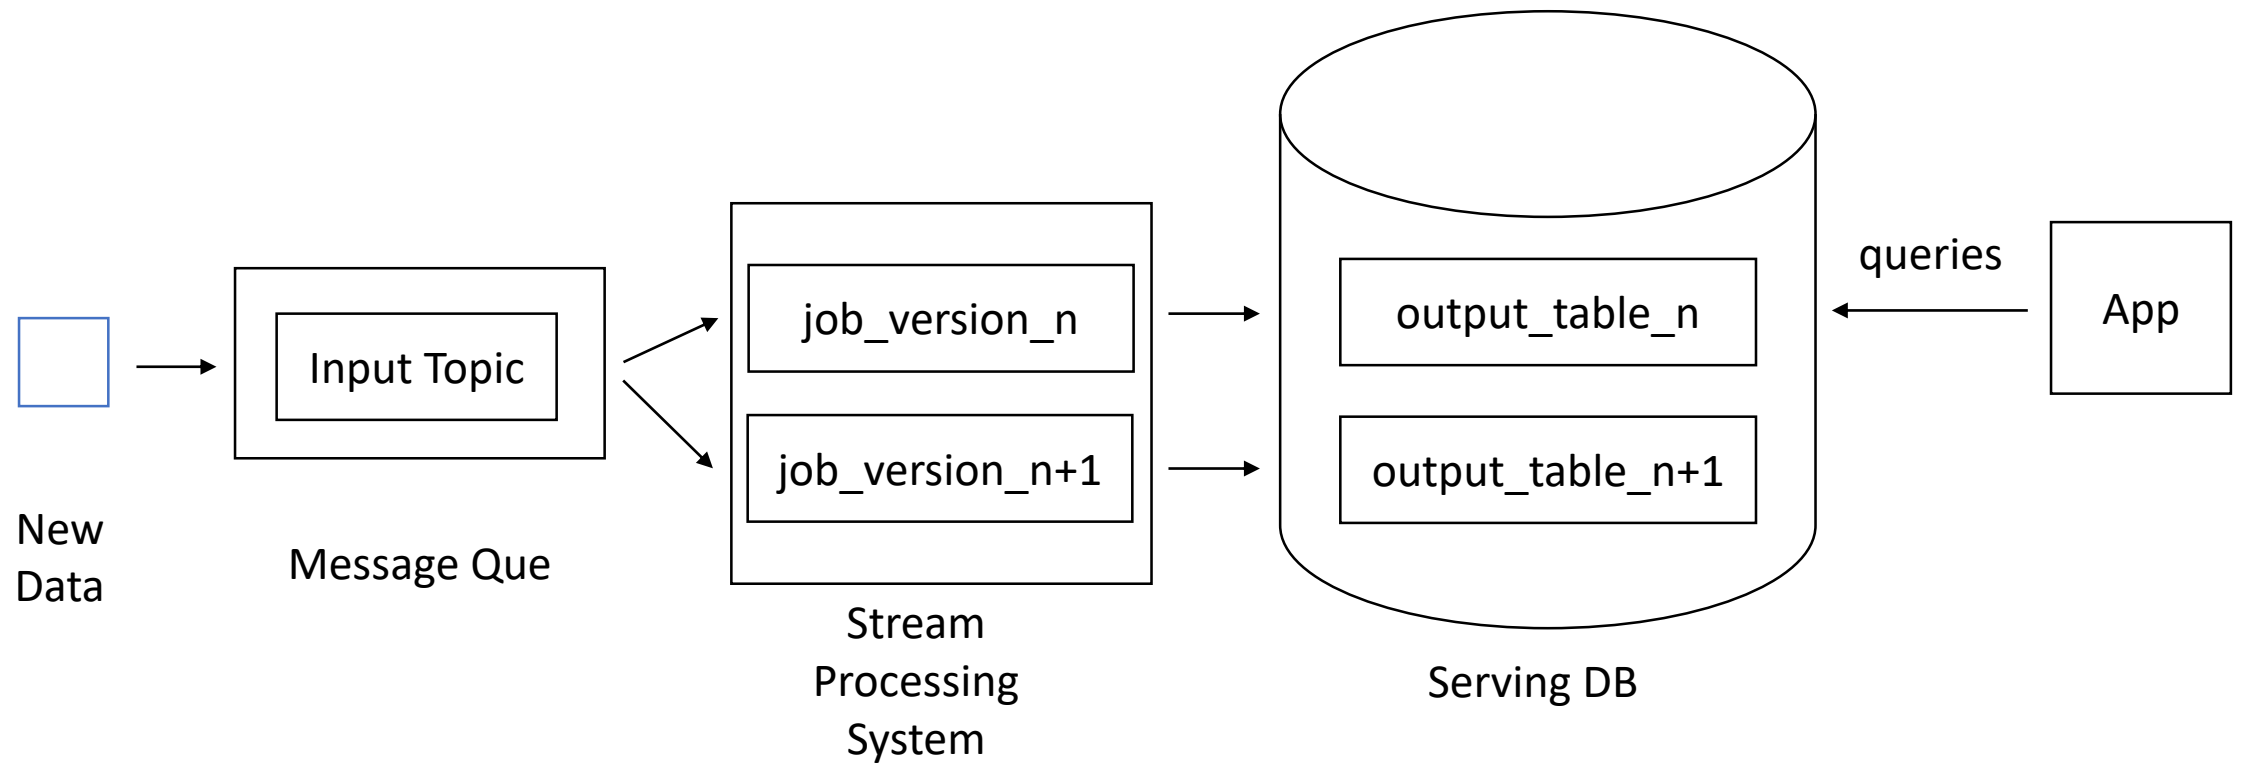 New
Data
Input Topic
Message Que
job_version_n
job_version_n+1
Stream
Processing
System
output_table_n
output_table_n+1
Serving DB
queries
App